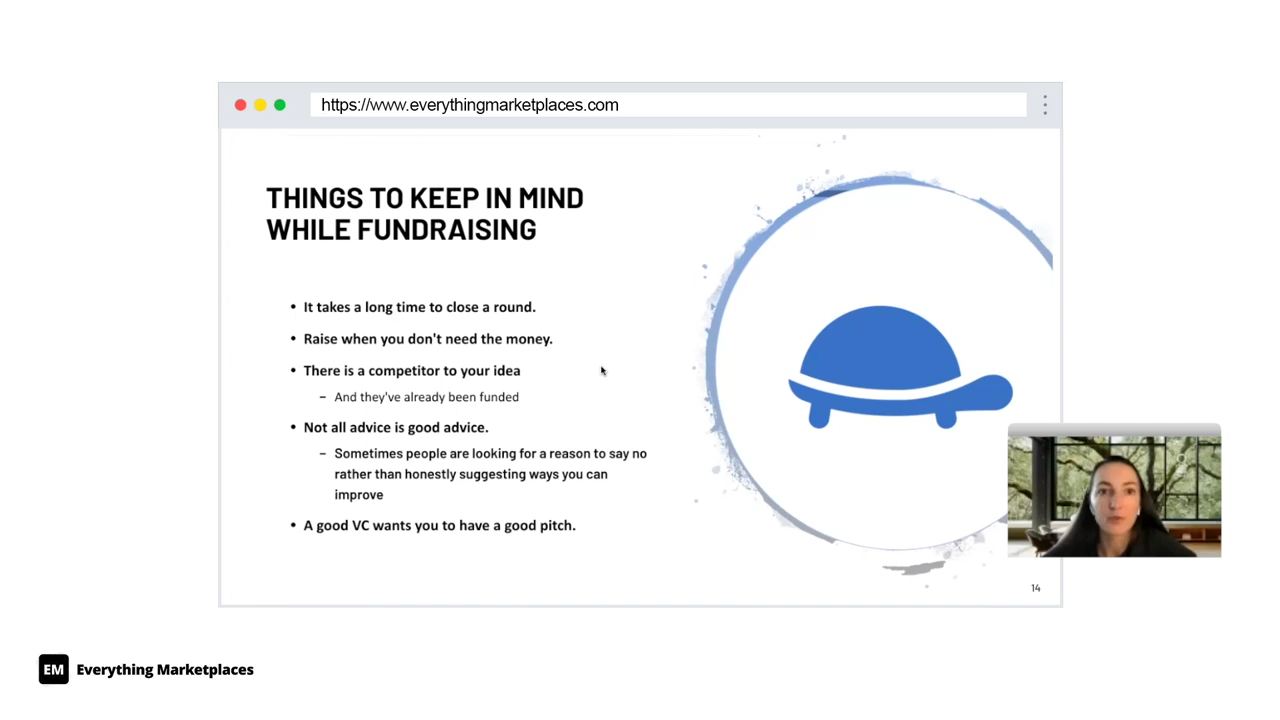 https://www.everythingmarketplaces.com
THINGS TO KEEP IN MIND
WHILE FUNDRAISING
• It takes a long time to close a round.
• Raise when you don't need the money.
• There is a competitor to your idea
– And they've already been funded
• Not all advice is good advice.
– Sometimes people are looking for a reason to say no
rather than honestly suggesting ways you can
improve
• A good VC wants you to have a good pitch.
14
EM Everything Marketplaces